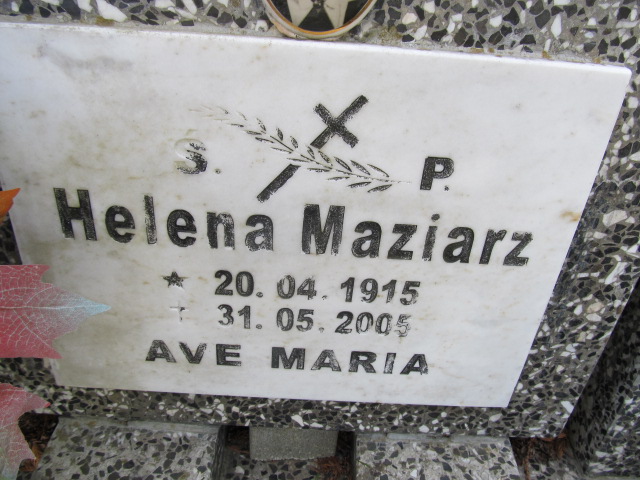 S. P.
Helena Maziarz
★ 20. 04. 1915
+ 31. 05. 2005
AVE MARIA